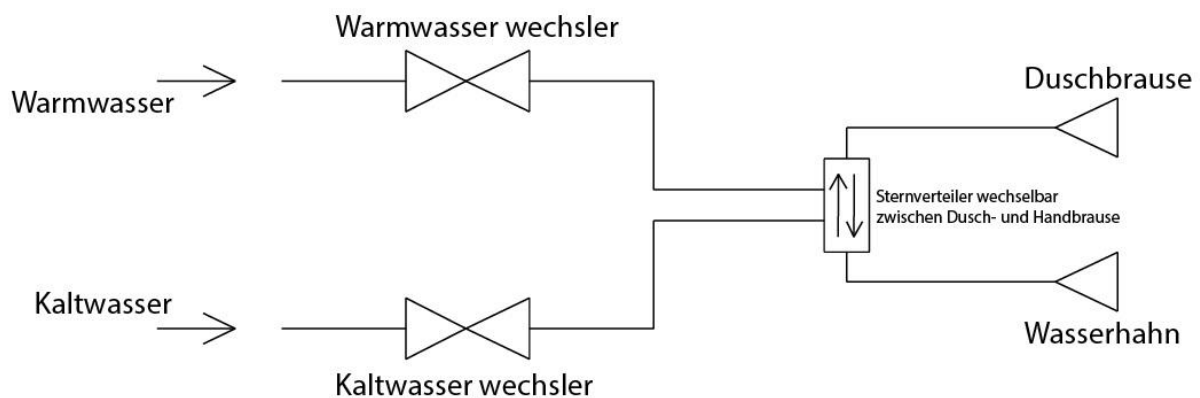 Warmwasser wechsler
Warmwasser
Duschbrause
Sternverteiler wechselbar
zwischen Dusch- und Handbrause
Kaltwasser
Kaltwasser wechsler
Wasserhahn